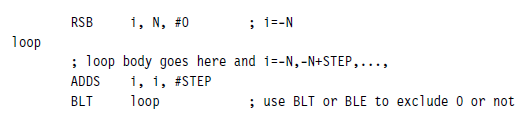 RSB i, N, #0 ; i=-N
loop
; loop body goes here and i=-N,-N+STEP,...,
ADDS i, i, #STEP
BLT loop ; use BLT or BLE to exclude 0 or not